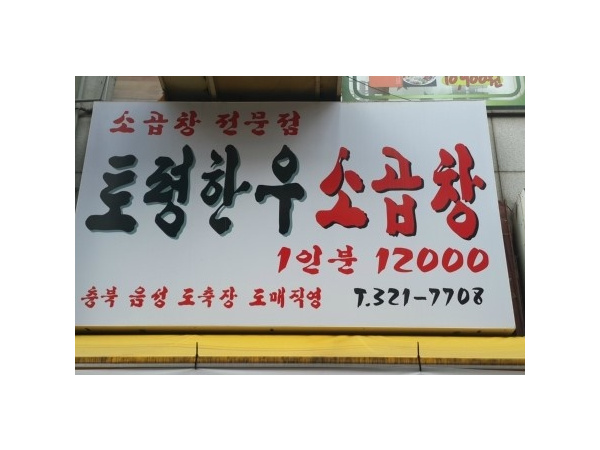 소곱창 전문점
토령한우 소곱창
1인분 12000
충북 음성 도축장 도매직영 T.321-7708